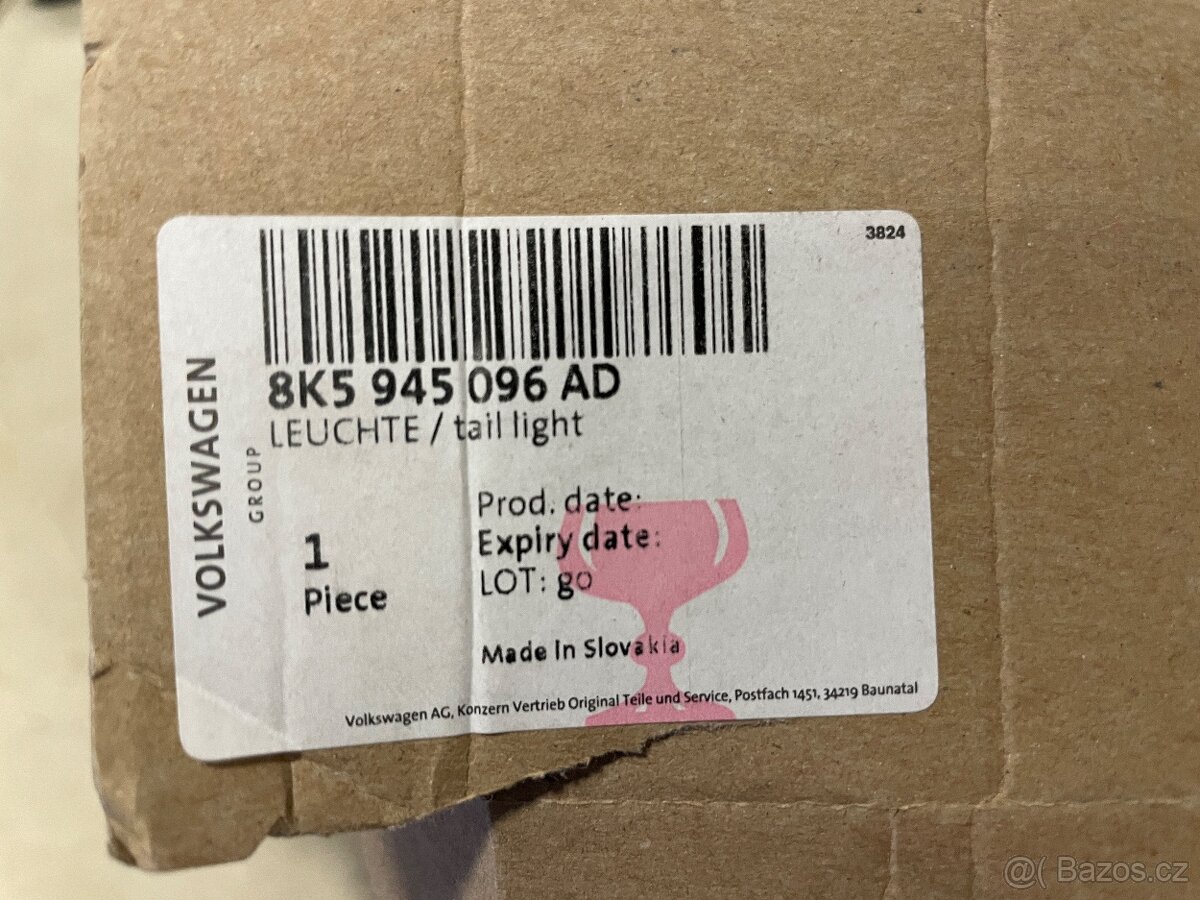 3824
8K5 945 096 AD
LEUCHTE / tail light
VOLKSWAGEN
GROUP
1
Piece
Prod. date:
Expiry date:
LOT: go
Made In Slovakia
Volkswagen AG, Konzern Vertrieb Original Teile und Service, Postfach 1451, 34219 Baunatal
@( Bazos.cz